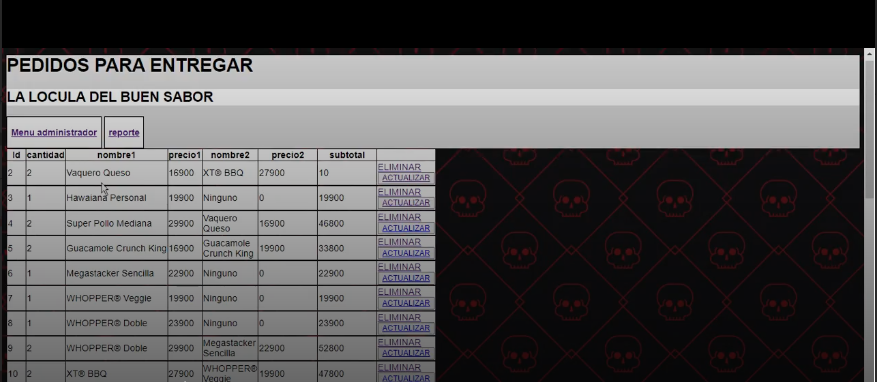 PEDIDOS PARA ENTREGAR
LA LOCULA DEL BUEN SABOR
Menu administrador reporte
Id cantidad nombre1 precio1 nombre2 precio2 subtotal
2 2 Vaquero Queso 16900 XT® BBQ 27900 10 ELIMINAR
ACTUALIZAR
3 1 Hawaiana Personal 19900 Ninguno 0 19900 ELIMINAR
ACTUALIZAR
4 2 Super Pollo Mediana 29900 Vaquero Queso 16900 46800 ELIMINAR
ACTUALIZAR
5 2 Guacamole Crunch King 16900 Guacamole Crunch King 19900 33800 ELIMINAR
ACTUALIZAR
6 1 Megastacker Sencilla 22900 Ninguno 0 22900 ELIMINAR
ACTUALIZAR
7 1 WHOPPER® Veggie 19900 Ninguno 0 19900 ELIMINAR
ACTUALIZAR
8 1 WHOPPER® Doble 23900 Ninguno 0 23900 ELIMINAR
ACTUALIZAR
9 2 WHOPPER® Doble 29900 Megastacker Sencilla 22900 52800 ELIMINAR
ACTUALIZAR
10 2 XT® BBQ 27900 WHOPPER® Veggie 19900 47800 ELIMINAR
ACTUALIZAR